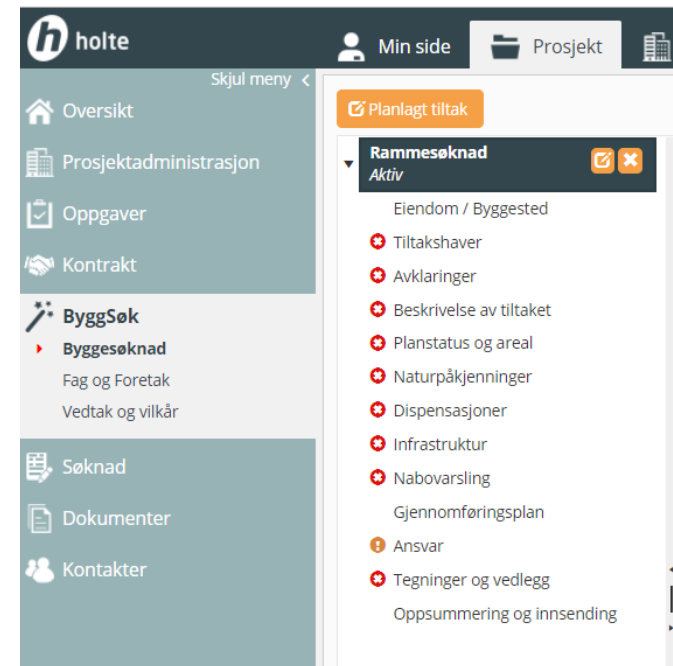 holte
Min side
Prosjekt
Skjul meny
Oversikt
Prosjektadministrasjon
Oppgaver
Kontrakt
ByggSøk
Byggesøknad
Fag og Foretak
Vedtak og vilkår
Søknad
Dokumenter
Kontakter
Planlagt tiltak
Rammesøknad
Aktiv
Eiendom / Byggested
Tiltakshaver
Avklaringer
Beskrivelse av tiltaket
Planstatus og areal
Naturpåkjenninger
Dispensasjoner
Infrastruktur
Nabovarsling
Gjennomføringsplan
Ansvar
Tegninger og vedlegg
Oppsummering og innsending